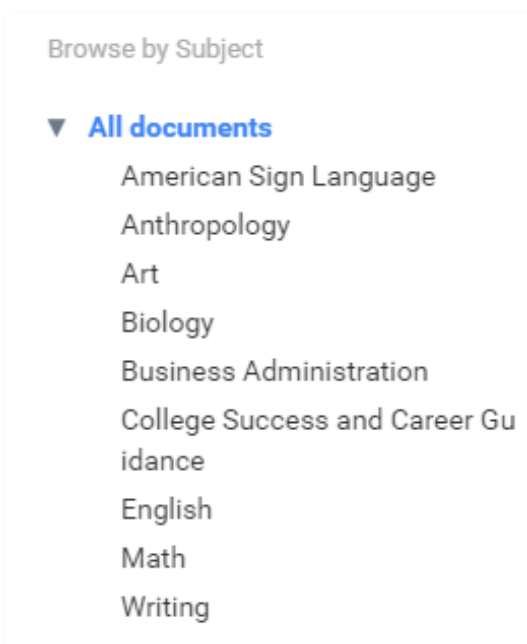 Browse by Subject
▼ All documents
American Sign Language
Anthropology
Art
Biology
Business Administration
College Success and Career Gu
idance
English
Math
Writing